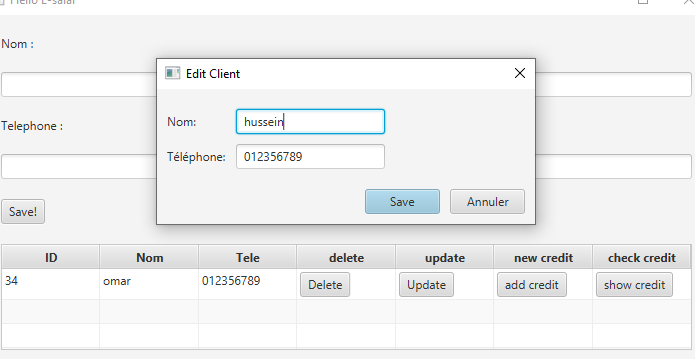 Hello E-salaf
Nom :
Edit Client
Nom:
hussein
Telephone :
Téléphone:
012356789
Save
Annuler
Save!
ID Nom Tele delete update new credit check credit
34 omar 012356789 Delete Update add credit show credit